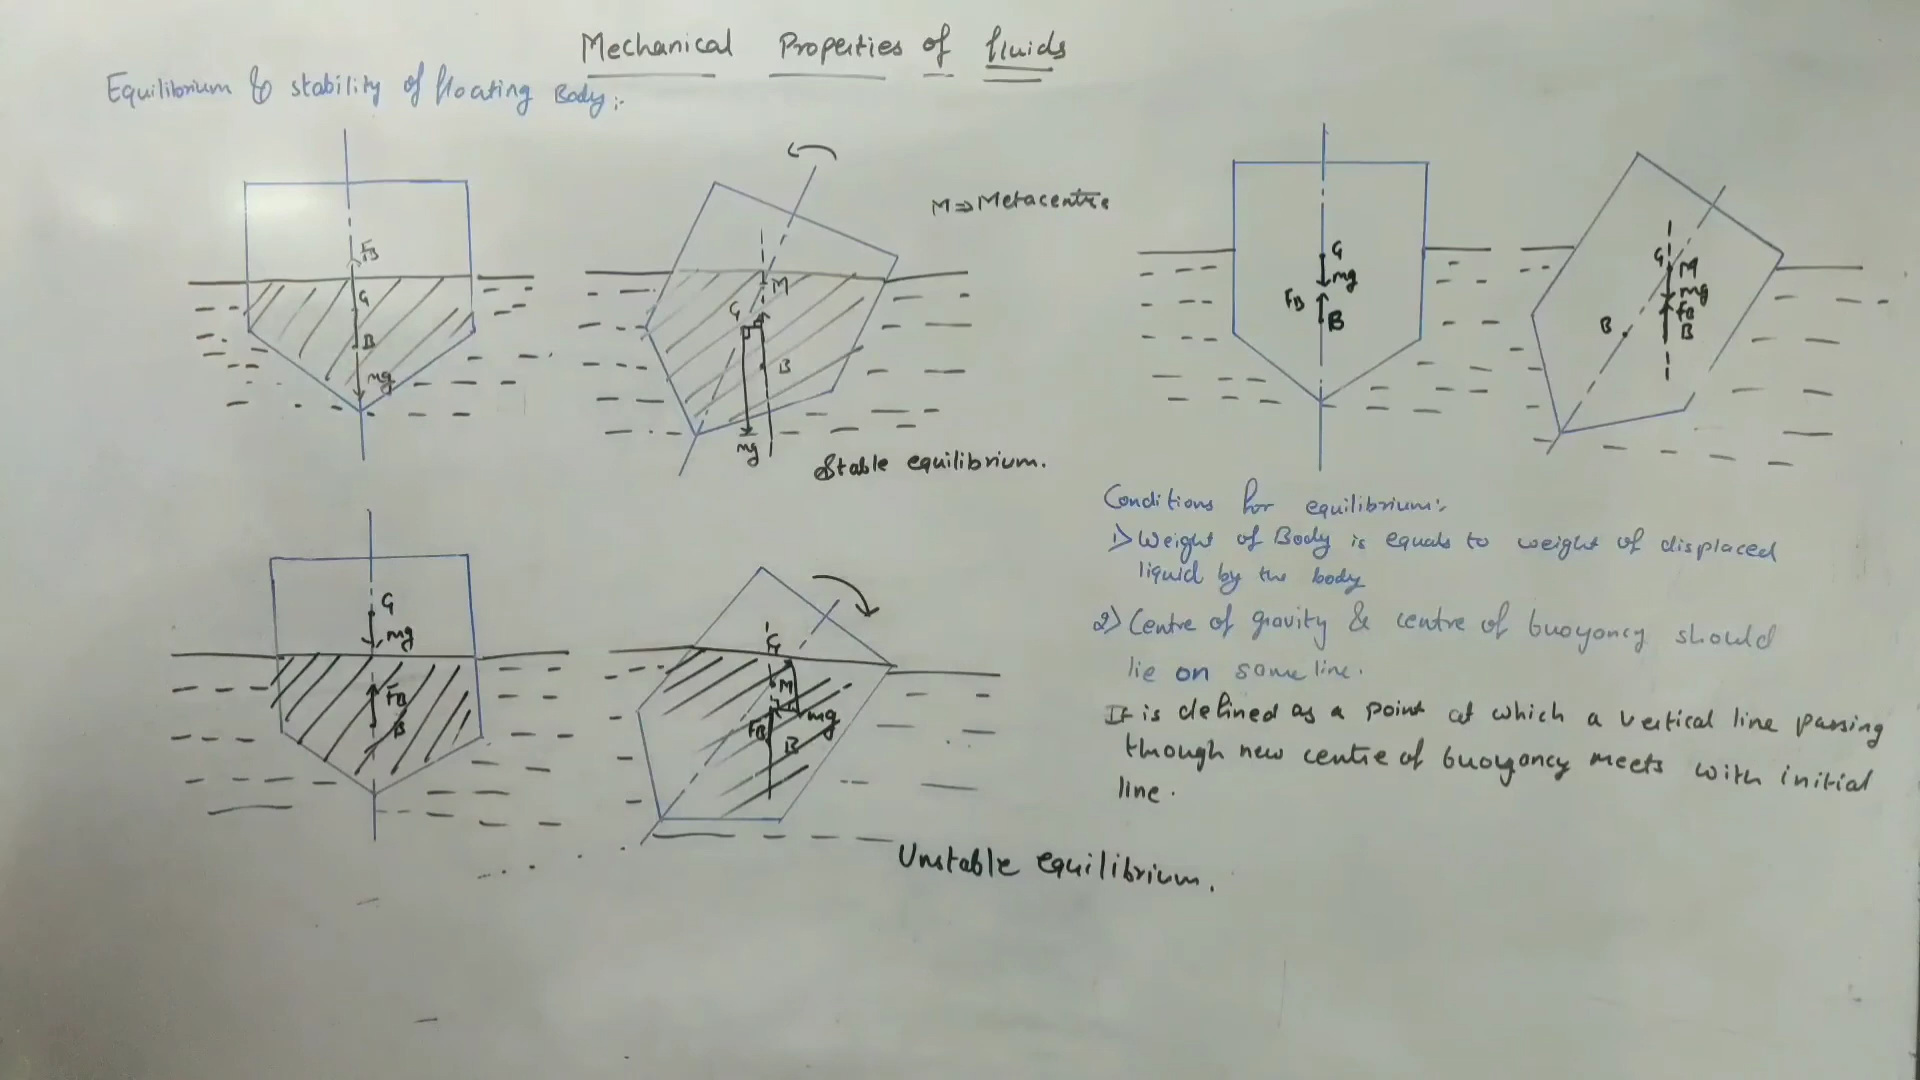 Mechanical Properties of fluids
Equilibrium & stability of floating Body:-
FB
G
B
mg
M
G
B
mg
M ⇒ Metacentre
Stable equilibrium.
G
mg
FB
B
G
M
mg
FB
B
B
Conditions for equilibrium:-
1) Weight of Body is equals to weight of displaced
liquid by the body
2) Centre of gravity & centre of buoyancy should
lie on same line.
It is defined as a point at which a vertical line passing
through new centre of buoyancy meets with initial
line.
G
mg
FB
B
G
M
mg
FB
B
Unstable equilibrium.